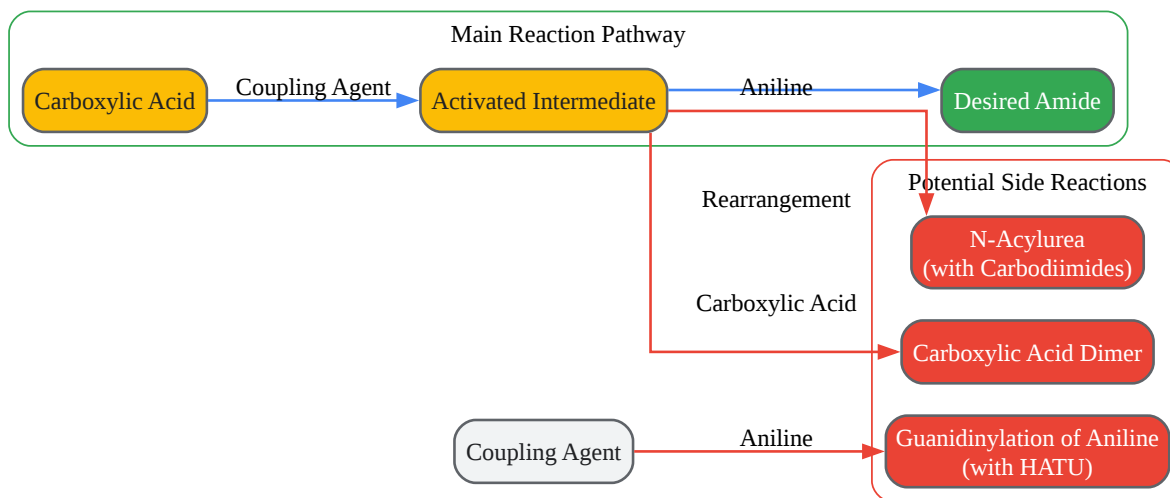 Main Reaction Pathway
Carboxylic Acid
Coupling Agent
Activated Intermediate
Aniline
Desired Amide
Potential Side Reactions
Rearrangement
N-Acylurea
(with Carbodiimides)
Carboxylic Acid
Carboxylic Acid Dimer
Coupling Agent
Aniline
Guanidinylation of Aniline
(with HATU)